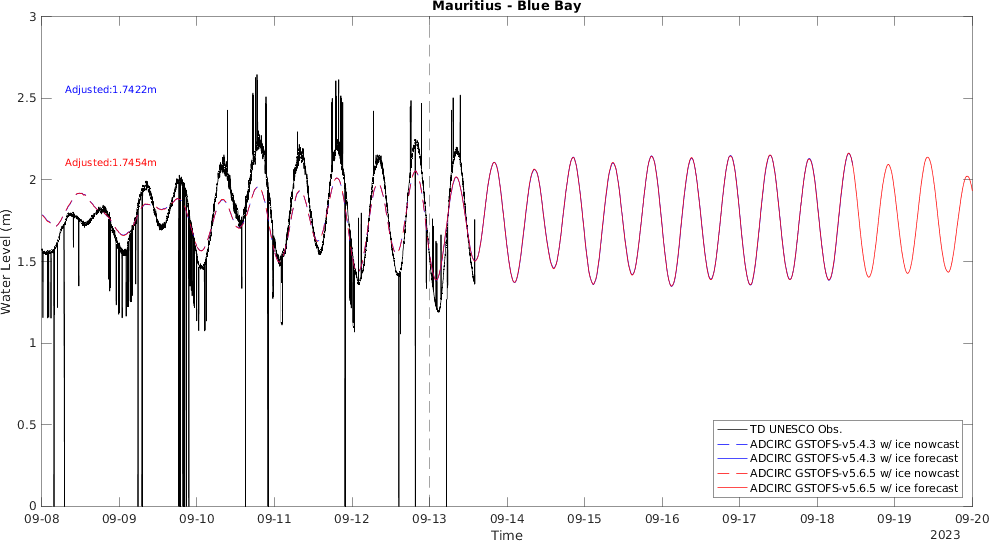 Mauritius - Blue Bay
3
2.5
2
1.5
1
0.5
0
Water Level (m)
Adjusted:1.7422m
Adjusted:1.7454m
TD UNESCO Obs.
ADCIRC GSTOFS-v5.4.3 w/ ice nowcast
ADCIRC GSTOFS-v5.4.3 w/ ice forecast
ADCIRC GSTOFS-v5.6.5 w/ ice nowcast
ADCIRC GSTOFS-v5.6.5 w/ ice forecast
09-08 09-09 09-10 09-11 09-12 09-13 09-14 09-15 09-16 09-17 09-18 09-19 09-20
Time
2023